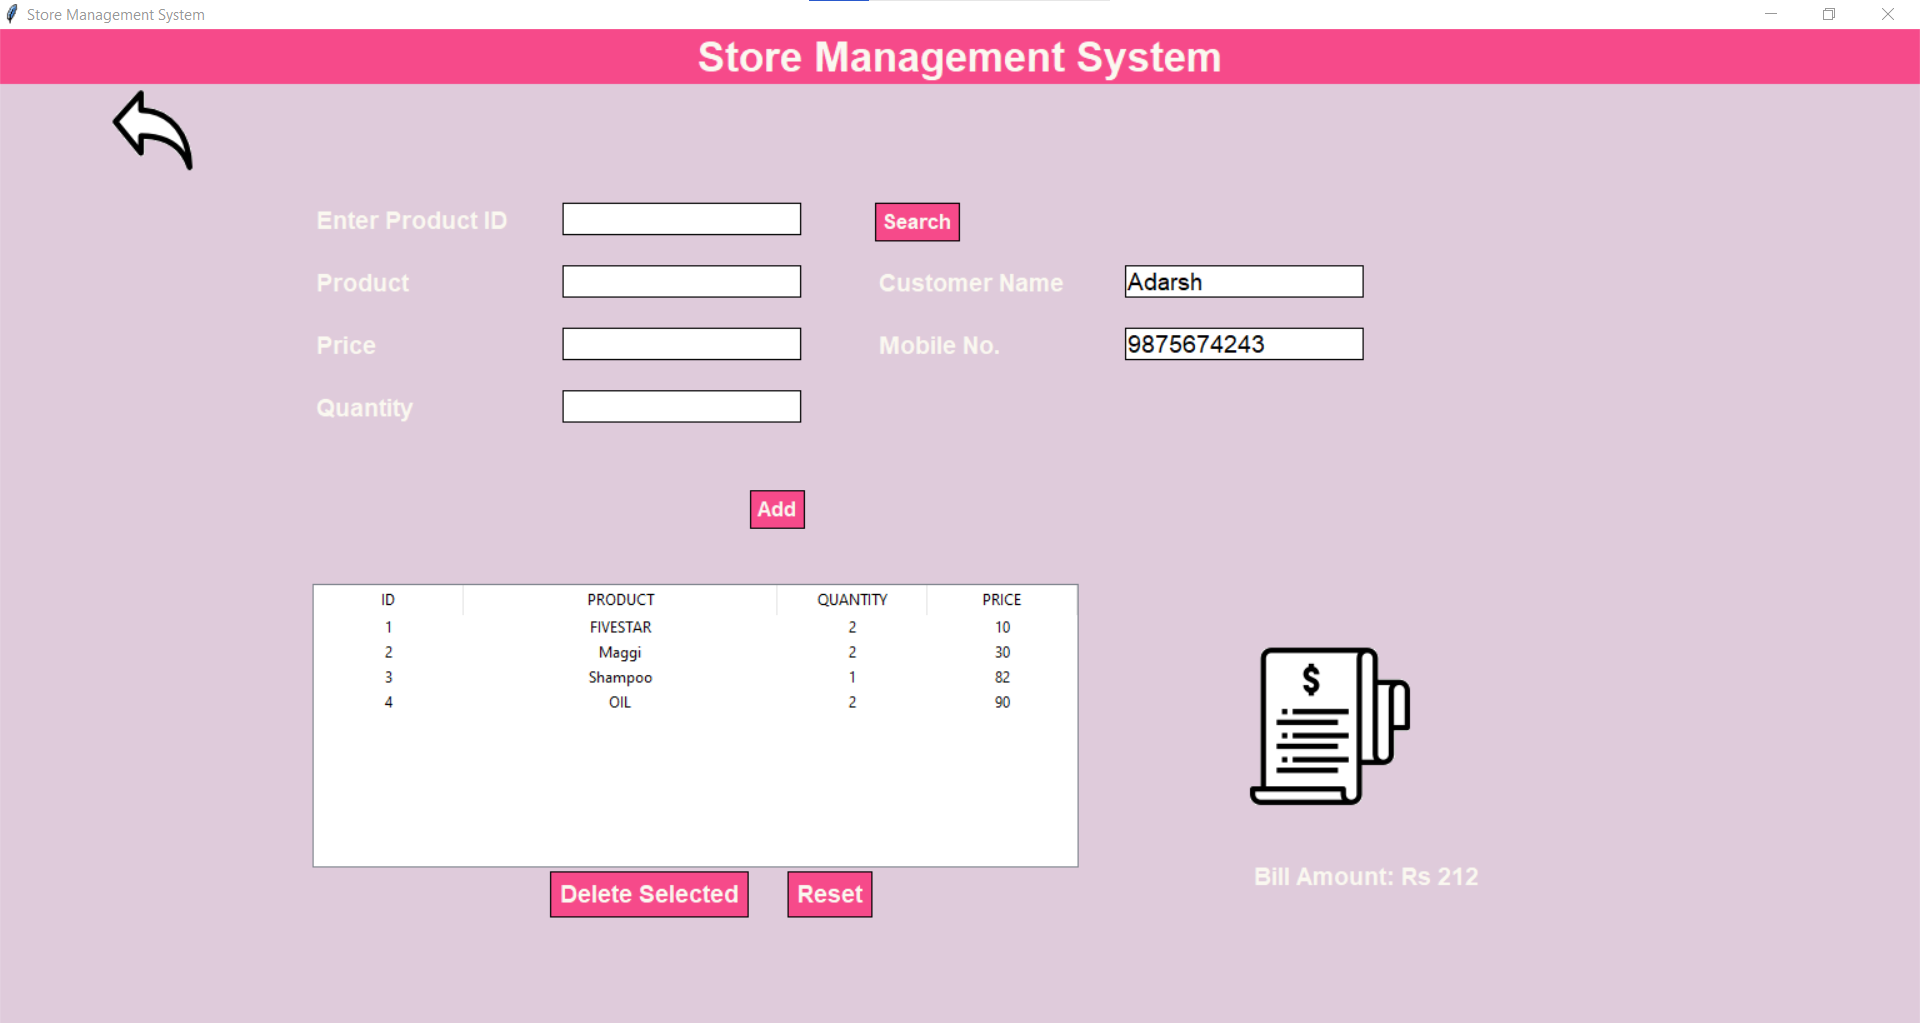 Store Management System
Store Management System
Enter Product ID
Search
Product
Customer Name Adarsh
Price
Mobile No. 9875674243
Quantity
Add
ID PRODUCT QUANTITY PRICE
1 FIVESTAR 2 10
2 Maggi 2 30
3 Shampoo 1 82
4 OIL 2 90
$
Bill Amount: Rs 212
Delete Selected Reset